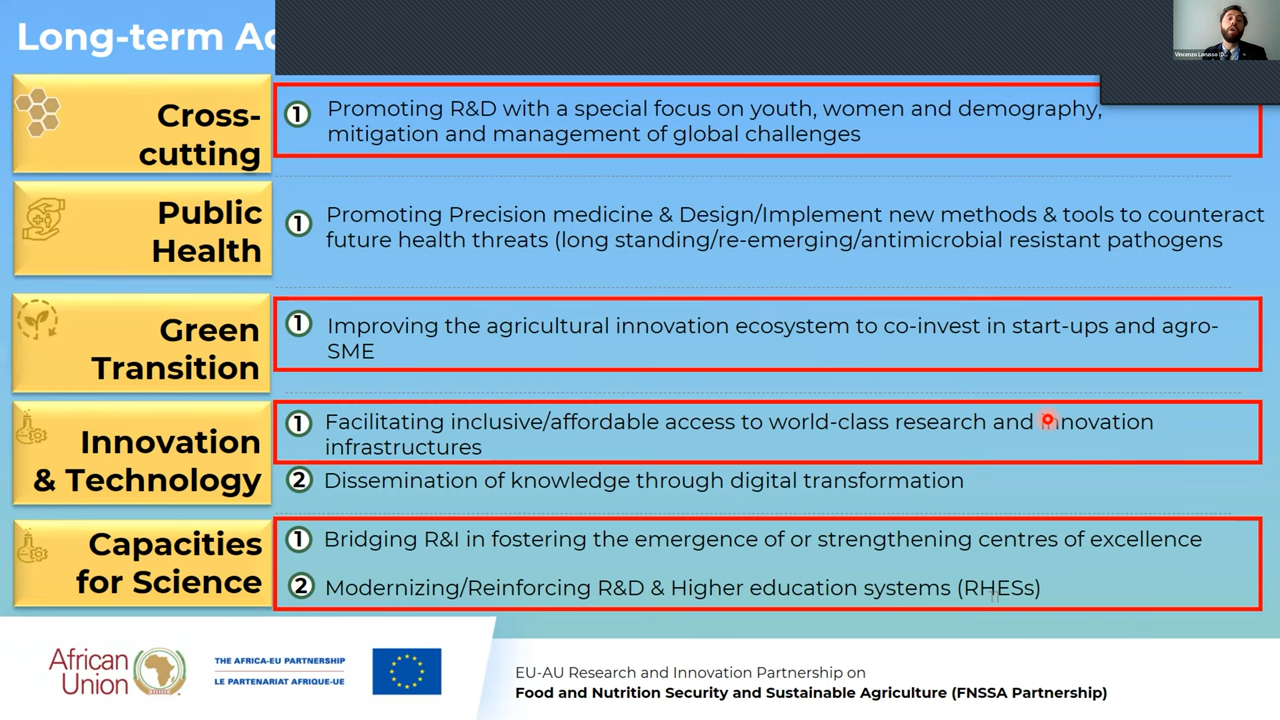 Long-term Ac
Vincenzo Lorusso (D...
Cross-
cutting
1 Promoting R&D with a special focus on youth, women and demography,
mitigation and management of global challenges
Public
Health
1 Promoting Precision medicine & Design/Implement new methods & tools to counteract
future health threats (long standing/re-emerging/antimicrobial resistant pathogens
Green
Transition
1 Improving the agricultural innovation ecosystem to co-invest in start-ups and agro-
SME
Innovation
& Technology
1 Facilitating inclusive/affordable access to world-class research and innovation
infrastructures
2 Dissemination of knowledge through digital transformation
Capacities
for Science
1 Bridging R&I in fostering the emergence of or strengthening centres of excellence
2 Modernizing/Reinforcing R&D & Higher education systems (RHESs)
11
African
Union
THE AFRICA-EU PARTNERSHIP
LE PARTENARIAT AFRIQUE-UE
EU-AU Research and Innovation Partnership on
Food and Nutrition Security and Sustainable Agriculture (FNSSA Partnership)